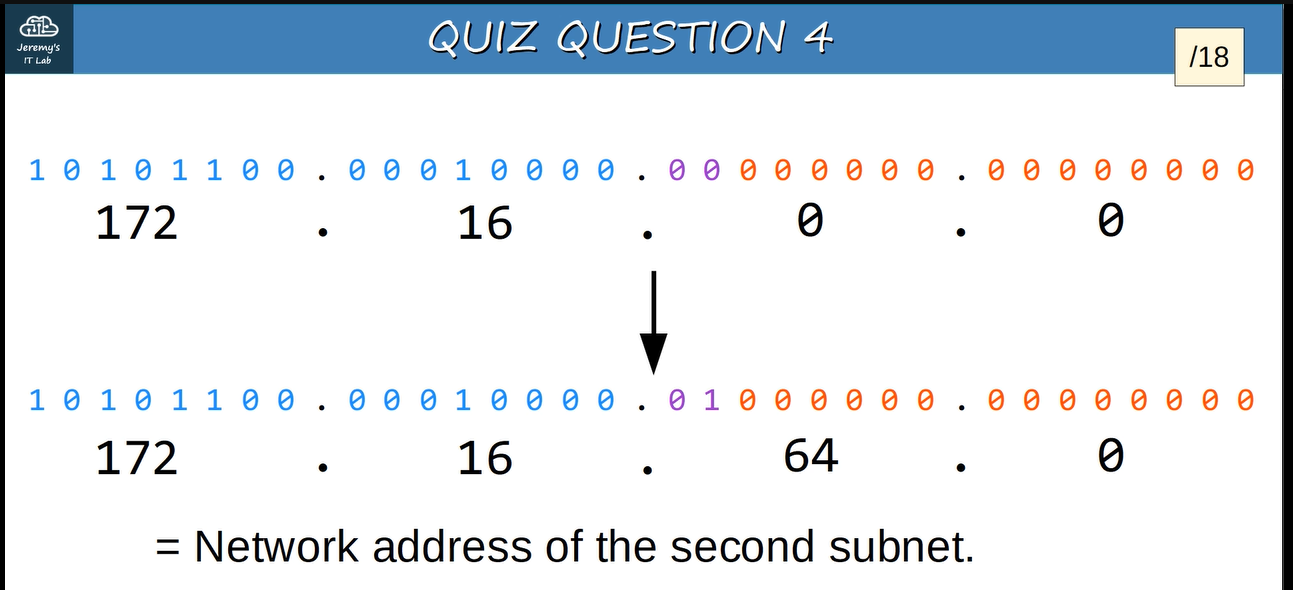 Jeremy's
IT Lab
QUIZ QUESTION 4
/18
1 0 1 0 1 1 0 0 . 0 0 0 1 0 0 0 0 . 0 0 0 0 0 0 0 0 . 0 0 0 0 0 0 0 0
172 . 16 . 0 . 0
1 0 1 0 1 1 0 0 . 0 0 0 1 0 0 0 0 . 0 1 0 0 0 0 0 0 . 0 0 0 0 0 0 0 0
172 . 16 . 64 . 0
= Network address of the second subnet.